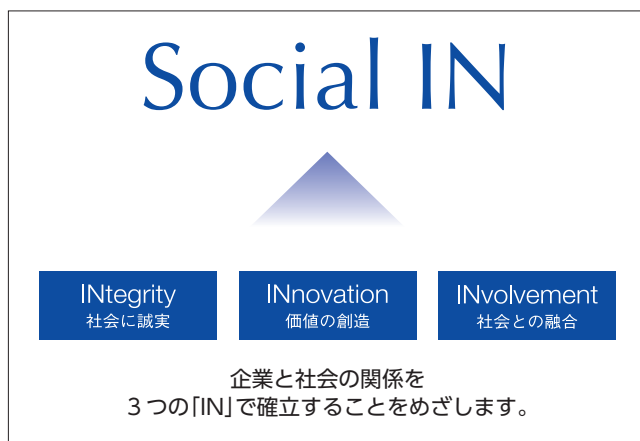 Social IN
INtegrity
社会に誠実
INnovation
価値の創造
INvolvement
社会との融合
企業と社会の関係を
3つの「IN」で確立することをめざします。